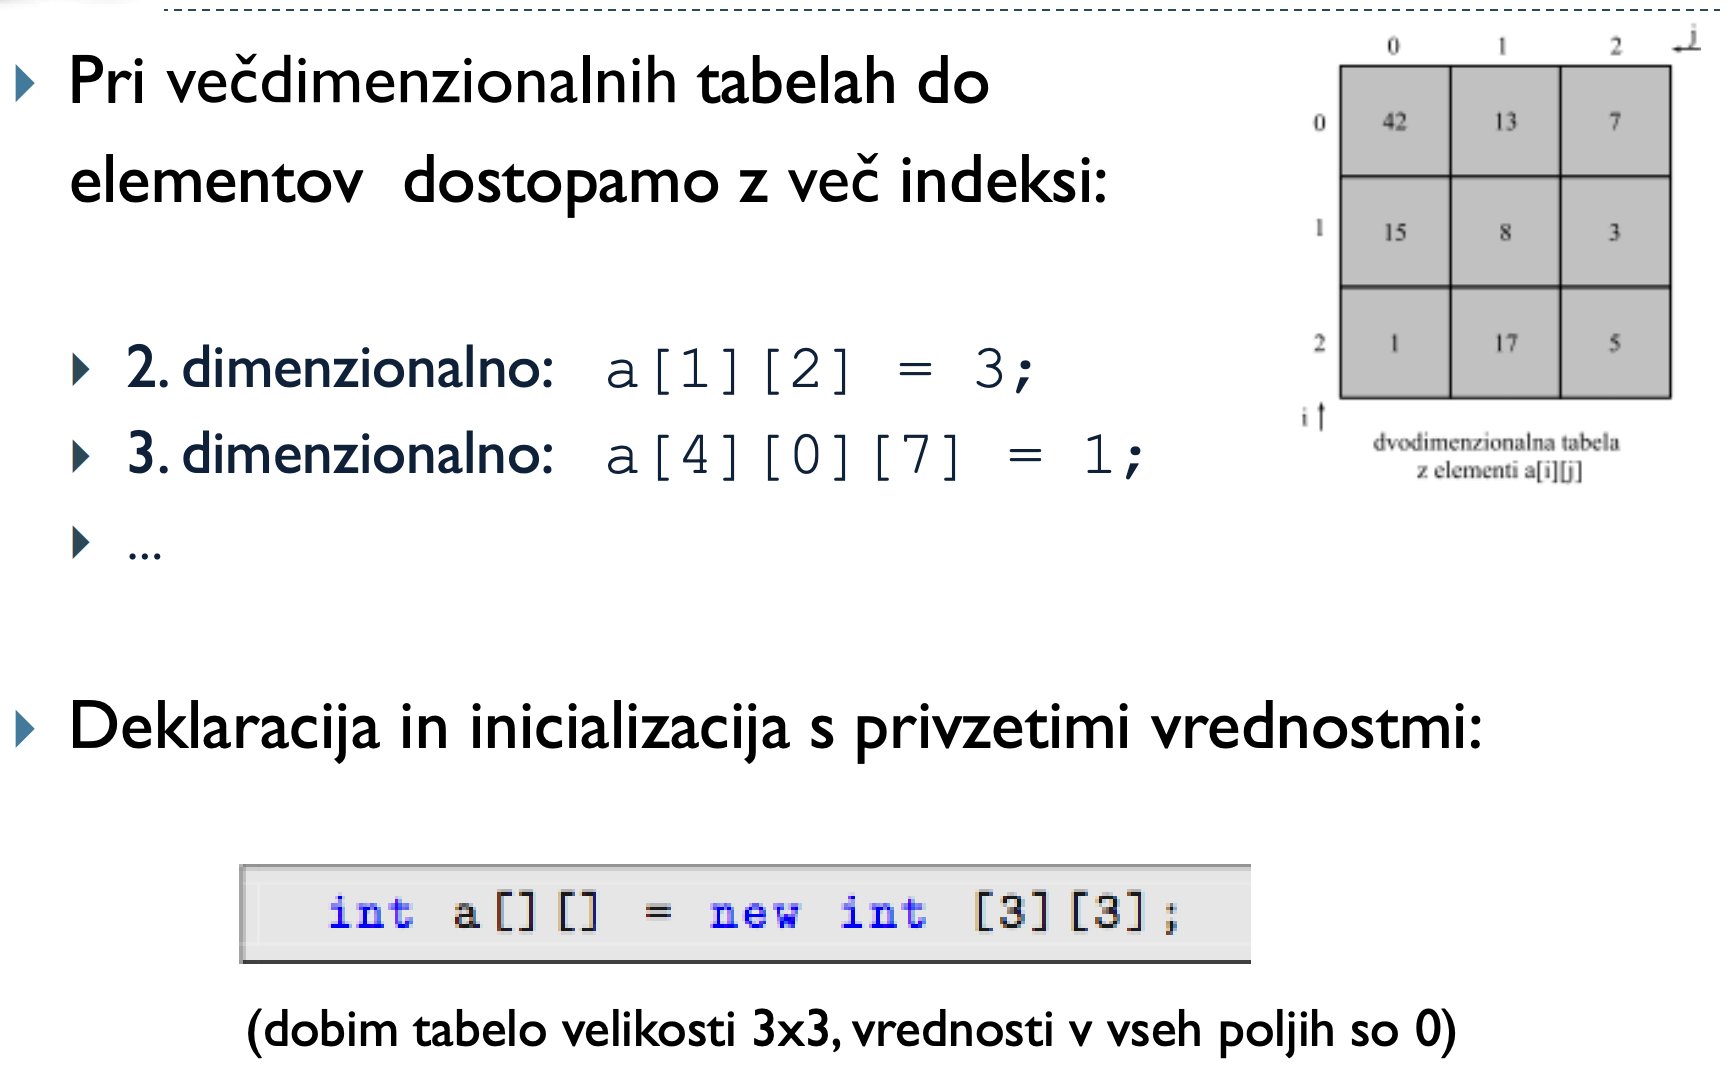 Pri večdimenzionalnih tabelah do
elementov dostopamo z več indeksi:
2. dimenzionalno: a[1][2] = 3;
3. dimenzionalno: a[4][0][7] = 1;
...
0 1 2 j
0 42 13 7
1 15 8 3
2 1 17 5
i
dvodimenzionalna tabela
z elementi a[i][j]
Deklaracija in inicializacija s privzetimi vrednostmi:
int a[][] = new int [3][3];
(dobim tabelo velikosti 3x3, vrednosti v vseh poljih so 0)